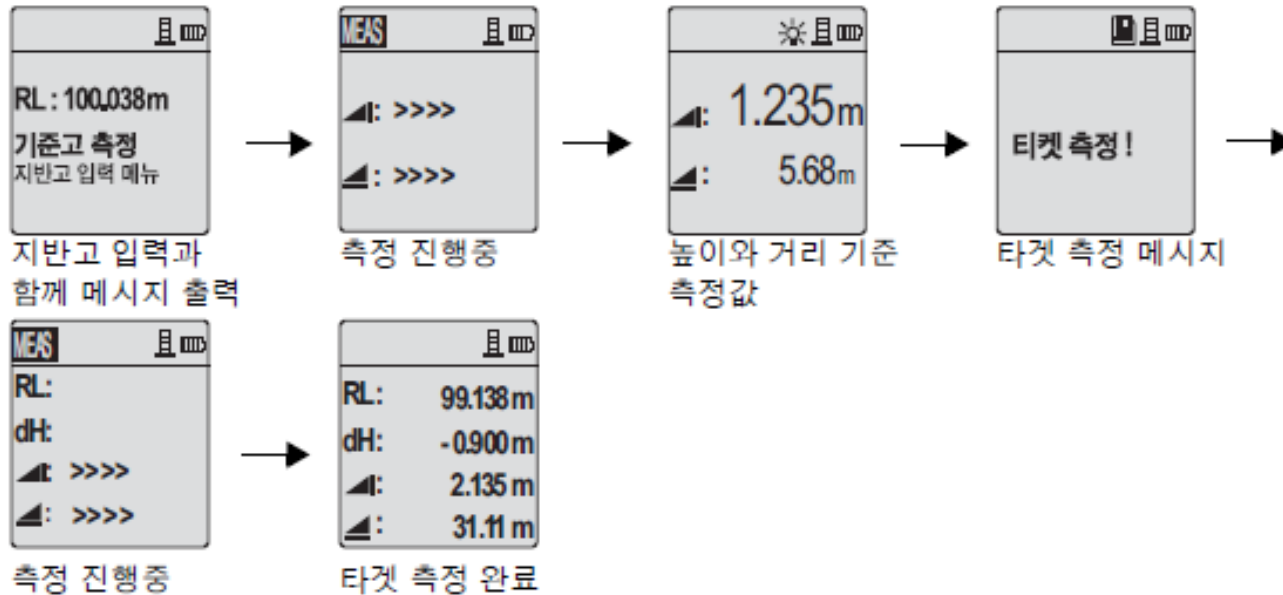 RL : 100.038m
기준고 측정
지반고 입력 메뉴
지반고 입력과
함께 메시지 출력
MEAS
: >>>>
: >>>>
측정 진행중
: 1.235m
: 5.68m
높이와 거리 기준
측정값
티켓 측정 !
타겟 측정 메시지
MEAS
RL:
dH:
: >>>>
: >>>>
측정 진행중
RL: 99.138 m
dH: - 0.900 m
: 2.135 m
: 31.11 m
타겟 측정 완료